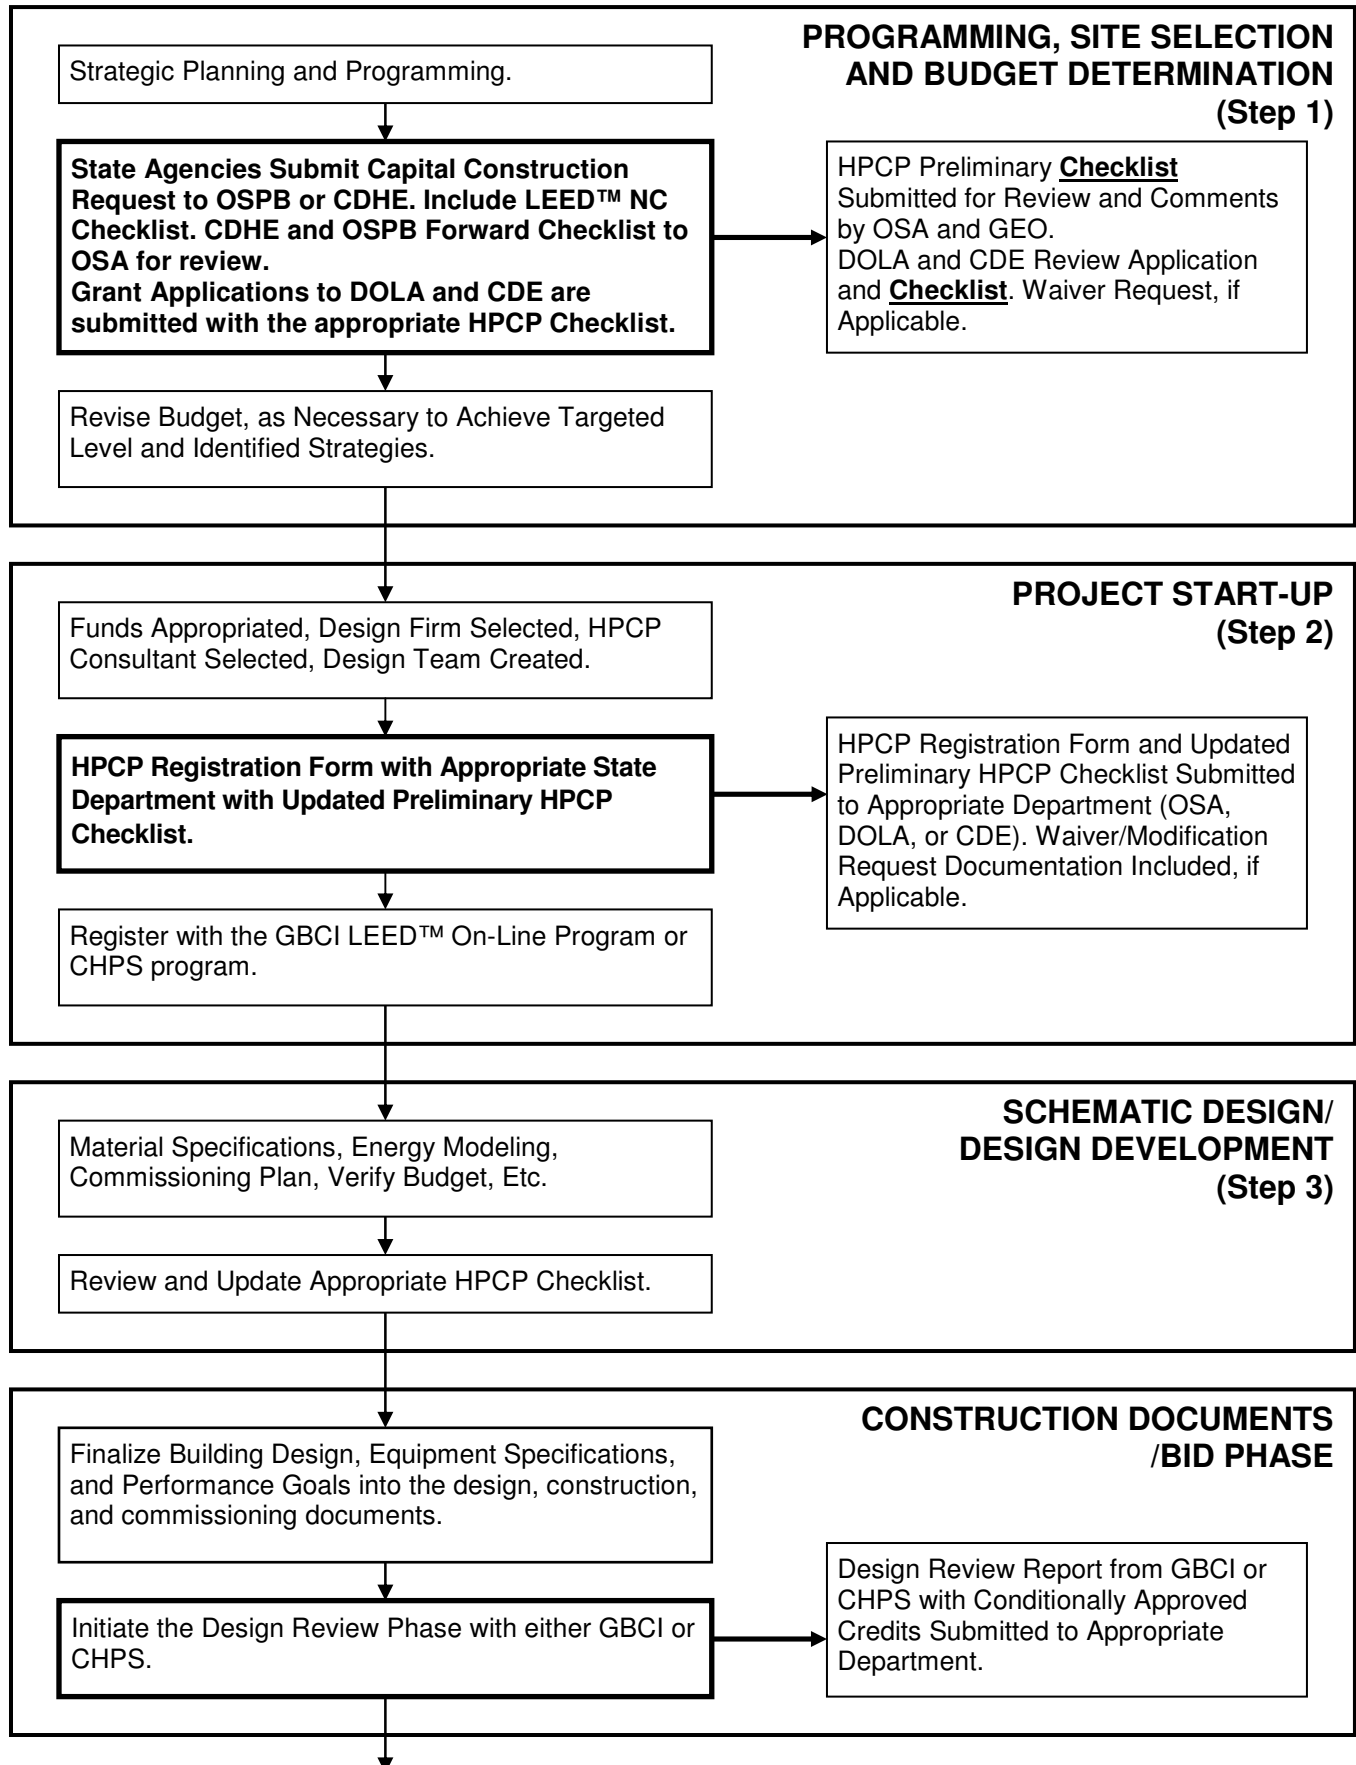 PROGRAMMING, SITE SELECTION
AND BUDGET DETERMINATION
(Step 1)
Strategic Planning and Programming.
State Agencies Submit Capital Construction
Request to OSPB or CDHE. Include LEED™ NC
Checklist. CDHE and OSPB Forward Checklist to
OSA for review.
Grant Applications to DOLA and CDE are
submitted with the appropriate HPCP Checklist.
HPCP Preliminary Checklist
Submitted for Review and Comments
by OSA and GEO.
DOLA and CDE Review Application
and Checklist. Waiver Request, if
Applicable.
Revise Budget, as Necessary to Achieve Targeted
Level and Identified Strategies.
PROJECT START-UP
(Step 2)
Funds Appropriated, Design Firm Selected, HPCP
Consultant Selected, Design Team Created.
HPCP Registration Form with Appropriate State
Department with Updated Preliminary HPCP
Checklist.
HPCP Registration Form and Updated
Preliminary HPCP Checklist Submitted
to Appropriate Department (OSA,
DOLA, or CDE). Waiver/Modification
Request Documentation Included, if
Applicable.
Register with the GBCI LEED™ On-Line Program or
CHPS program.
SCHEMATIC DESIGN/
DESIGN DEVELOPMENT
(Step 3)
Material Specifications, Energy Modeling,
Commissioning Plan, Verify Budget, Etc.
Review and Update Appropriate HPCP Checklist.
CONSTRUCTION DOCUMENTS
/BID PHASE
Finalize Building Design, Equipment Specifications,
and Performance Goals into the design, construction,
and commissioning documents.
Initiate the Design Review Phase with either GBCI or
CHPS.
Design Review Report from GBCI or
CHPS with Conditionally Approved
Credits Submitted to Appropriate
Department.